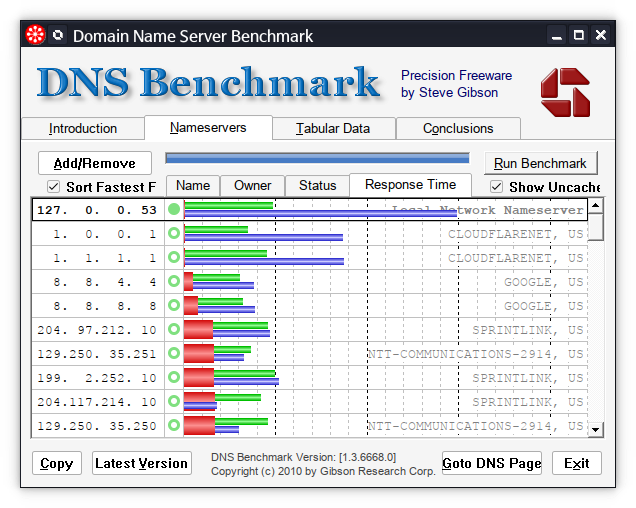 Domain Name Server Benchmark
DNS Benchmark
Precision Freeware
by Steve Gibson
Introduction
Nameservers
Tabular Data
Conclusions
Add/Remove
Run Benchmark
Sort Fastest F
Name
Owner
Status
Response Time
Show Uncache
127. 0. 0. 53 Local Network Nameserver
1. 0. 0. 1 CLOUDFLARENET, US
1. 1. 1. 1 CLOUDFLARENET, US
8. 8. 4. 4 GOOGLE, US
8. 8. 8. 8 GOOGLE, US
204. 97.212. 10 SPRINTLINK, US
129.250. 35.251 NTT-COMMUNICATIONS-2914, US
199. 2.252. 10 SPRINTLINK, US
204.117.214. 10 SPRINTLINK, US
129.250. 35.250 NTT-COMMUNICATIONS-2914, US
Copy
Latest Version
DNS Benchmark Version: [1.3.6668.0]
Copyright (c) 2010 by Gibson Research Corp.
Goto DNS Page
Exit